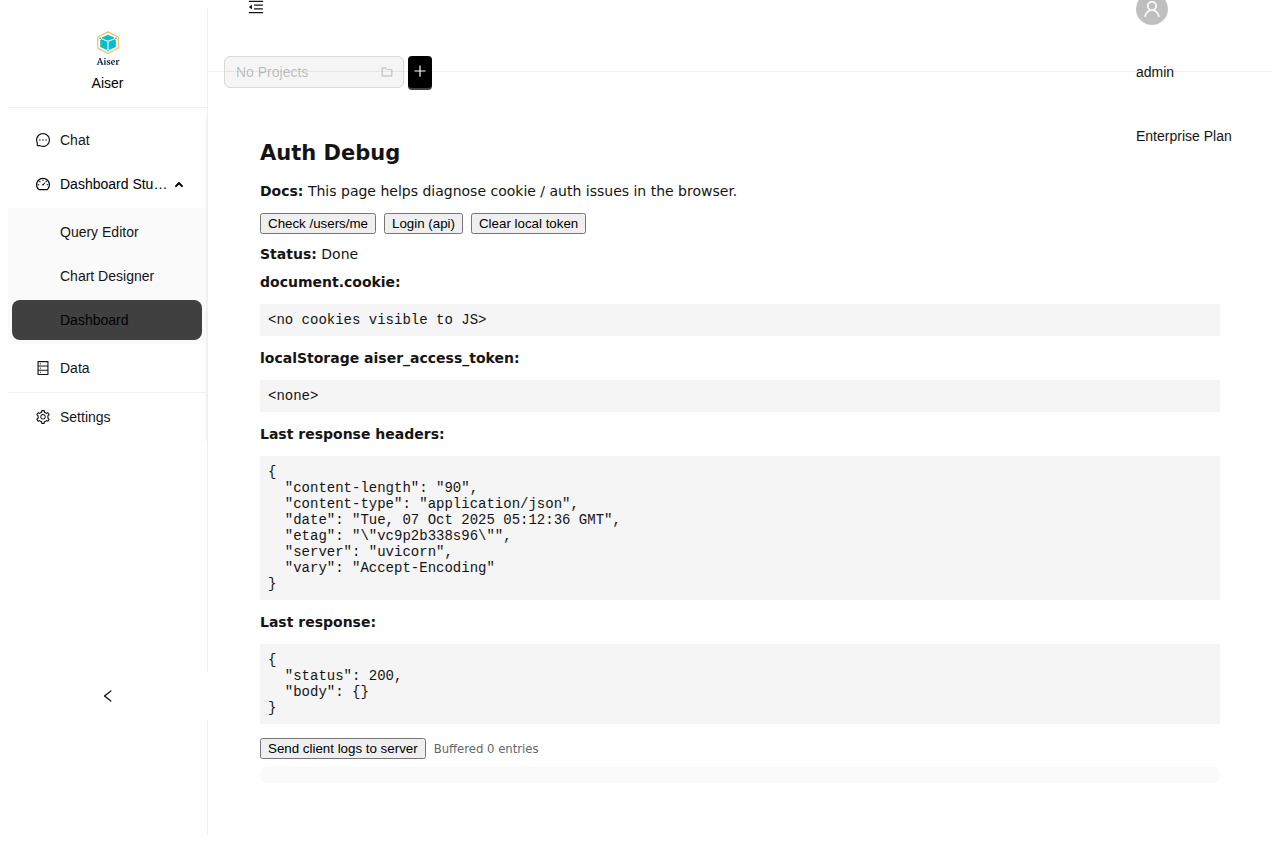 Aiser
Aiser
Chat
Dashboard Stu...
Query Editor
Chart Designer
Dashboard
Data
Settings
No Projects
admin
Enterprise Plan
Auth Debug
Docs: This page helps diagnose cookie / auth issues in the browser.
Check /users/me Login (api) Clear local token
Status: Done
document.cookie:
<no cookies visible to JS>
localStorage aiser_access_token:
<none>
Last response headers:
{
  "content-length": "90",
  "content-type": "application/json",
  "date": "Tue, 07 Oct 2025 05:12:36 GMT",
  "etag": "\"vc9p2b338s96\"",
  "server": "uvicorn",
  "vary": "Accept-Encoding"
}
Last response:
{
  "status": 200,
  "body": {}
}
Send client logs to server Buffered 0 entries